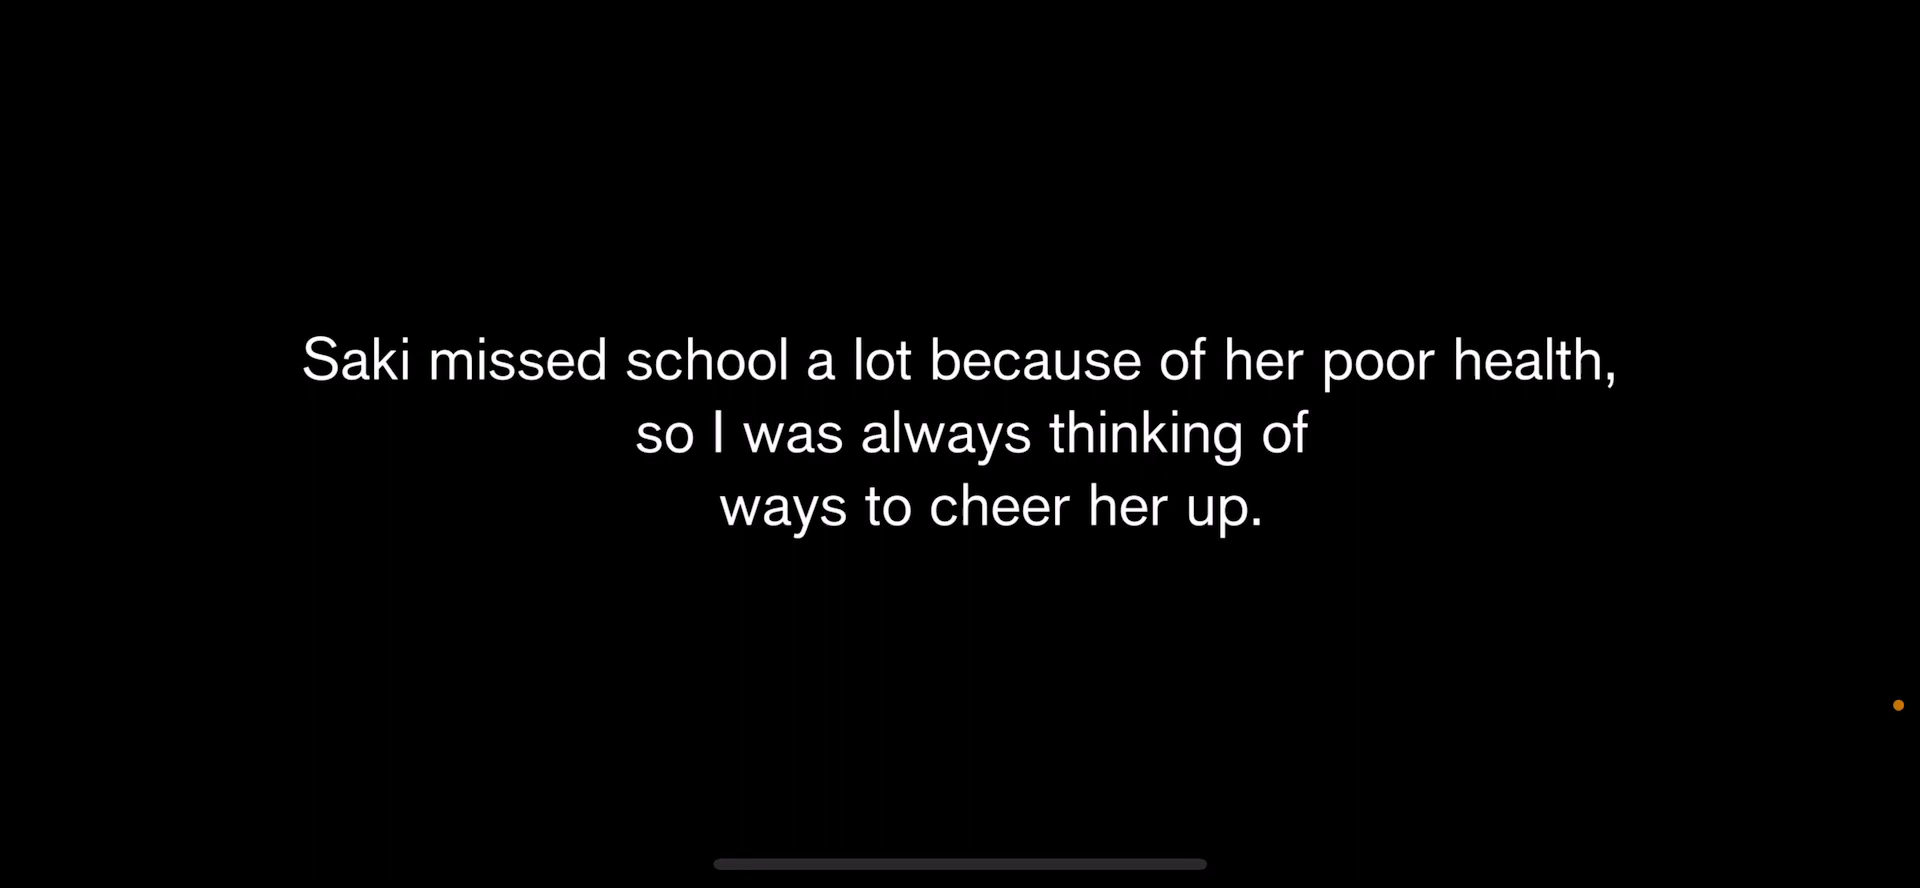 Saki missed school a lot because of her poor health,
so I was always thinking of
ways to cheer her up.